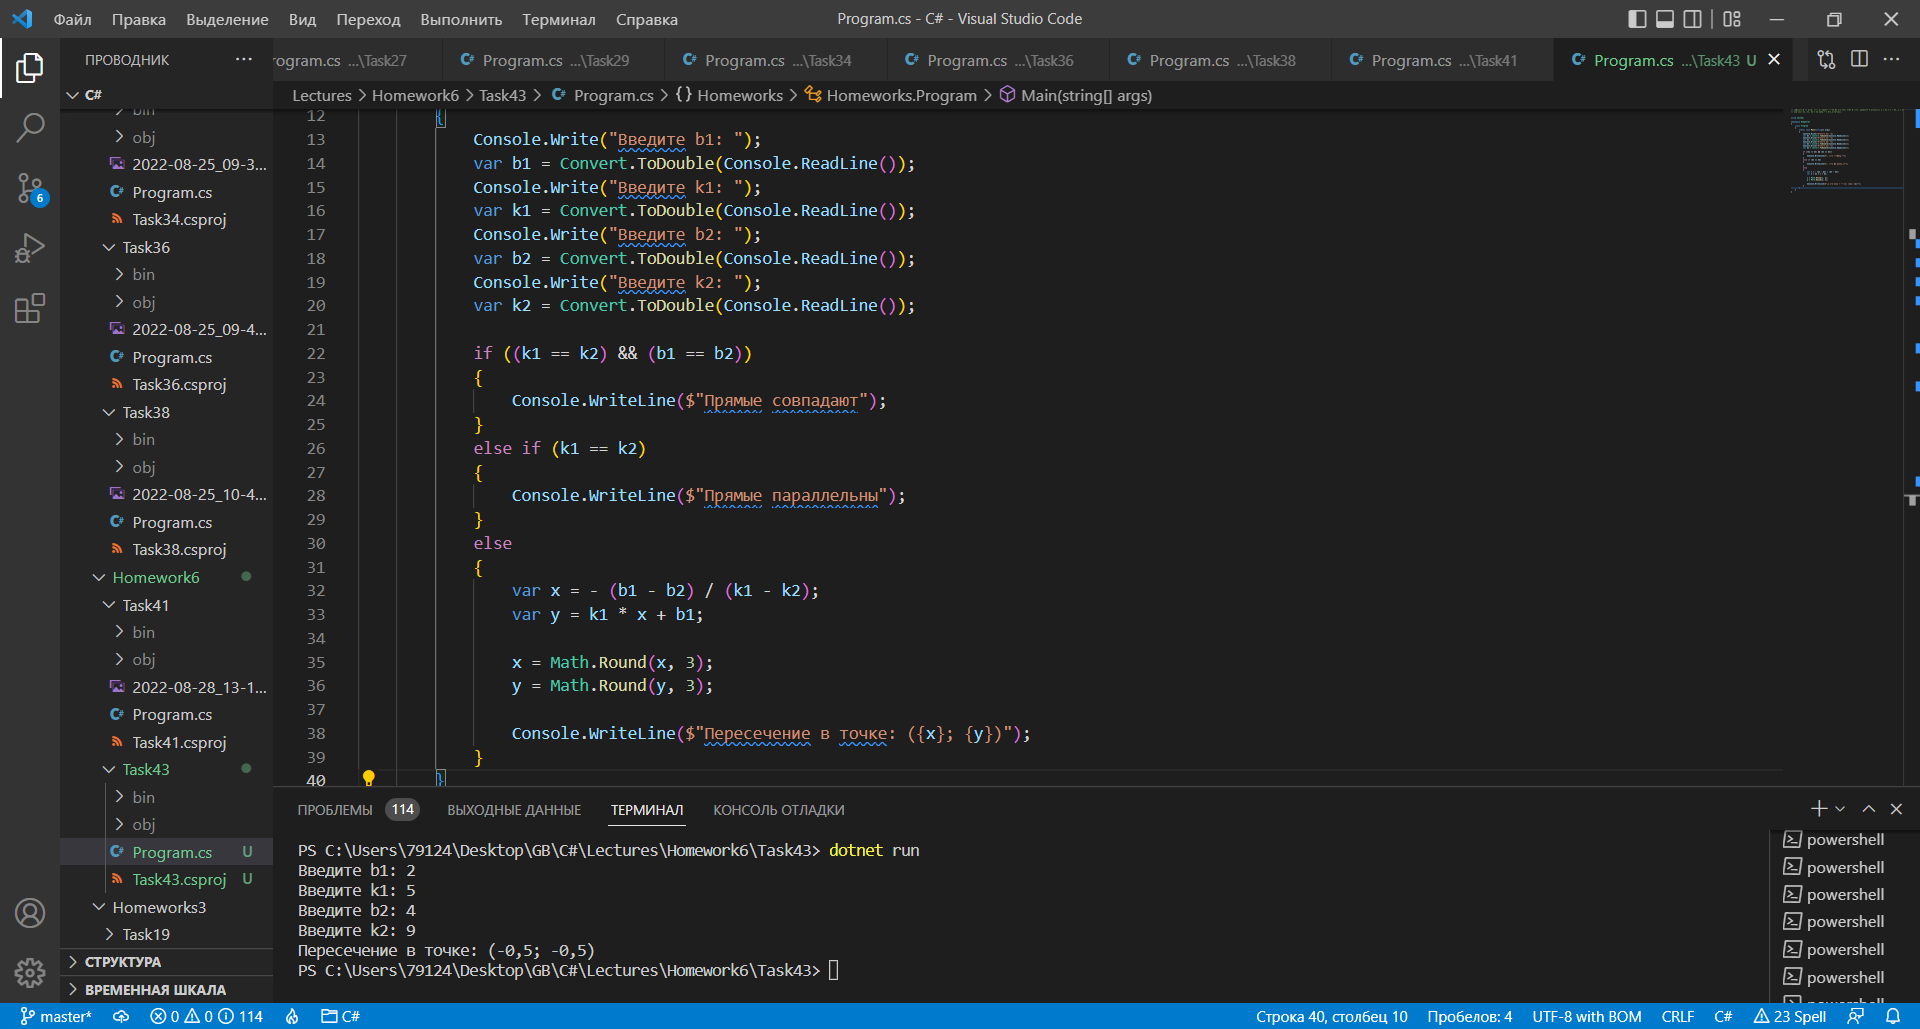 Файл Правка Выделение Вид Переход Выполнить Терминал Справка
Program.cs - C# - Visual Studio Code
ПРОВОДНИК ···
rogram.cs ...\Task27
Program.cs ...\Task29
Program.cs ...\Task34
Program.cs ...\Task36
Program.cs ...\Task38
Program.cs ...\Task41
Program.cs ...\Task43 U
C#
Lectures > Homework6 > Task43 > Program.cs > {} Homeworks > Homeworks.Program > Main(string[] args)
bin
obj
2022-08-25_09-3...
Program.cs
Task34.csproj
Task36
bin
obj
2022-08-25_09-4...
Program.cs
Task36.csproj
Task38
bin
obj
2022-08-25_10-4...
Program.cs
Task38.csproj
Homework6
Task41
bin
obj
2022-08-28_13-1...
Program.cs
Task41.csproj
Task43
bin
obj
Program.cs U
Task43.csproj U
Homeworks3
Task19
СТРУКТУРА
ВРЕМЕННАЯ ШКАЛА
6
12 {
13 Console.Write("Введите b1: ");
14 var b1 = Convert.ToDouble(Console.ReadLine());
15 Console.Write("Введите k1: ");
16 var k1 = Convert.ToDouble(Console.ReadLine());
17 Console.Write("Введите b2: ");
18 var b2 = Convert.ToDouble(Console.ReadLine());
19 Console.Write("Введите k2: ");
20 var k2 = Convert.ToDouble(Console.ReadLine());
21
22 if ((k1 == k2) && (b1 == b2))
23 {
24 Console.WriteLine($"Прямые совпадают");
25 }
26 else if (k1 == k2)
27 {
28 Console.WriteLine($"Прямые параллельны");
29 }
30 else
31 {
32 var x = - (b1 - b2) / (k1 - k2);
33 var y = k1 * x + b1;
34
35 x = Math.Round(x, 3);
36 y = Math.Round(y, 3);
37
38 Console.WriteLine($"Пересечение в точке: ({x}; {y})");
39 }
40 }
ПРОБЛЕМЫ 114 ВЫХОДНЫЕ ДАННЫЕ ТЕРМИНАЛ КОНСОЛЬ ОТЛАДКИ
PS C:\Users\79124\Desktop\GB\C#\Lectures\Homework6\Task43> dotnet run
Введите b1: 2
Введите k1: 5
Введите b2: 4
Введите k2: 9
Пересечение в точке: (-0,5; -0,5)
PS C:\Users\79124\Desktop\GB\C#\Lectures\Homework6\Task43>
powershell
powershell
powershell
powershell
powershell
powershell
master* 0 0 114 C#
Строка 40, столбец 10 Пробелов: 4 UTF-8 with BOM CRLF C# 23 Spell